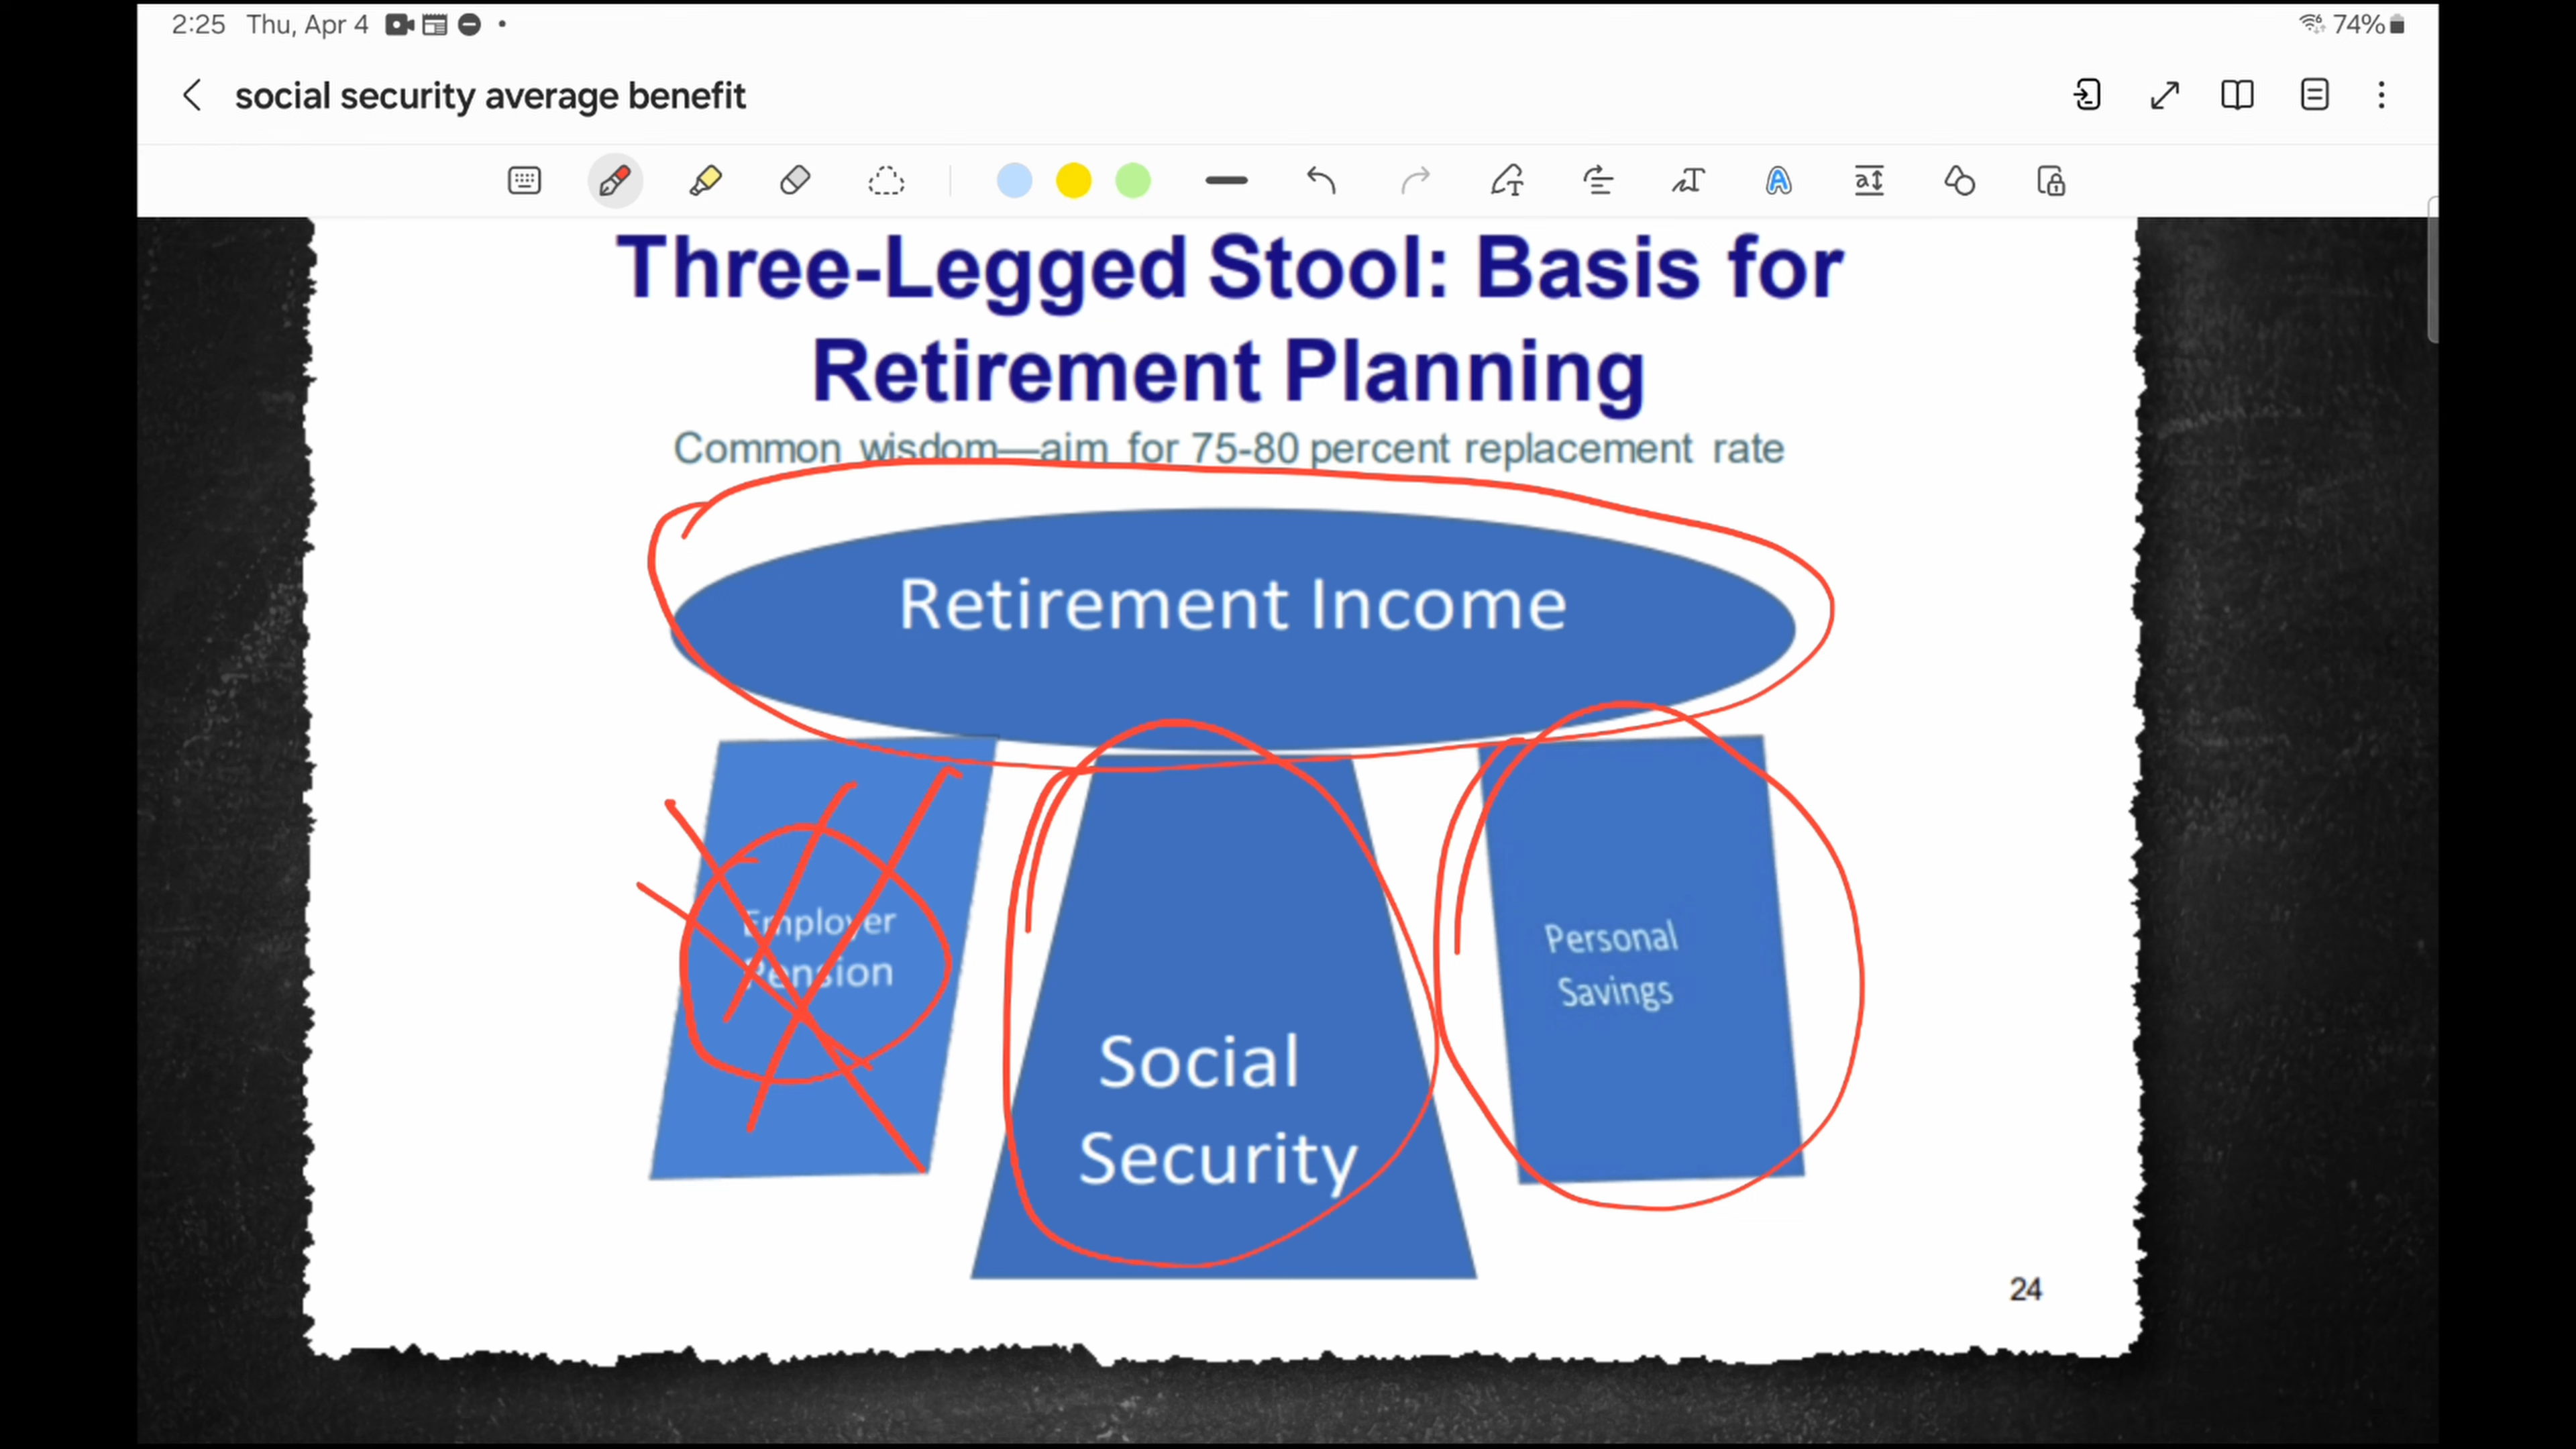 2:25 Thu, Apr 4
74%
social security average benefit
Three-Legged Stool: Basis for
Retirement Planning
Common wisdom—aim for 75-80 percent replacement rate
Retirement Income
Employer
Pension
Social
Security
Personal
Savings
24